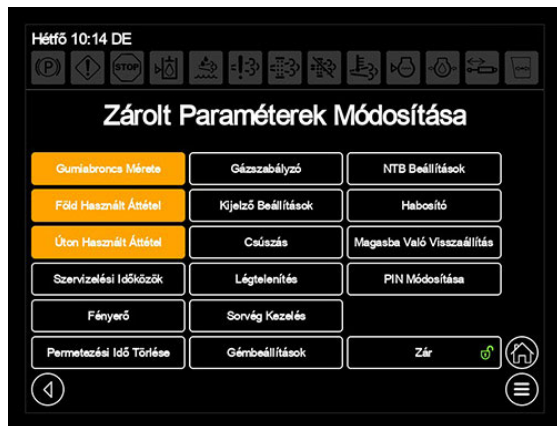 Hétfő 10:14 DE
(P) STOP
Zárolt Paraméterek Módosítása
Gumiabroncs Mérete Gázszabályzó NTB Beállítások
Föld Használt Áttétel Kijelző Beállítások Habosító
Úton Használt Áttétel Csúszás Magasba Való Visszaállítás
Szervizelési Időközök Légtelenítés PIN Módosítása
Fényerő Sorvég Kezelés
Permetezési Idő Törlése Gémbeállítások Zár